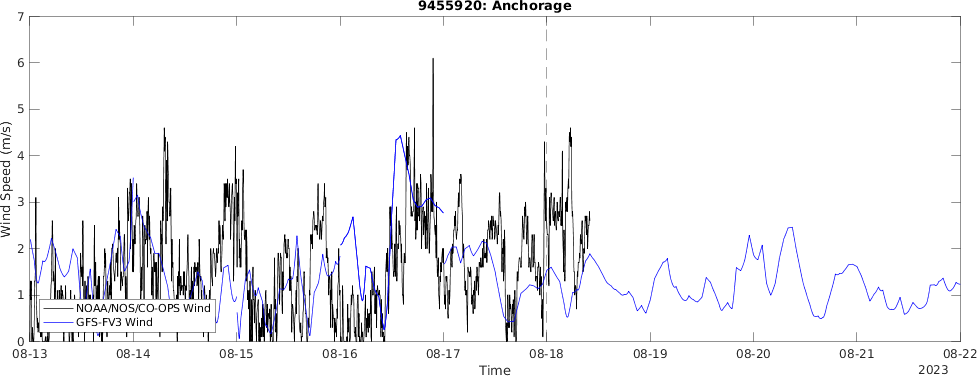 9455920: Anchorage
7
6
5
4
3
2
1
0
Wind Speed (m/s)
NOAA/NOS/CO-OPS Wind
GFS-FV3 Wind
08-13 08-14 08-15 08-16 08-17 08-18 08-19 08-20 08-21 08-22
Time
2023